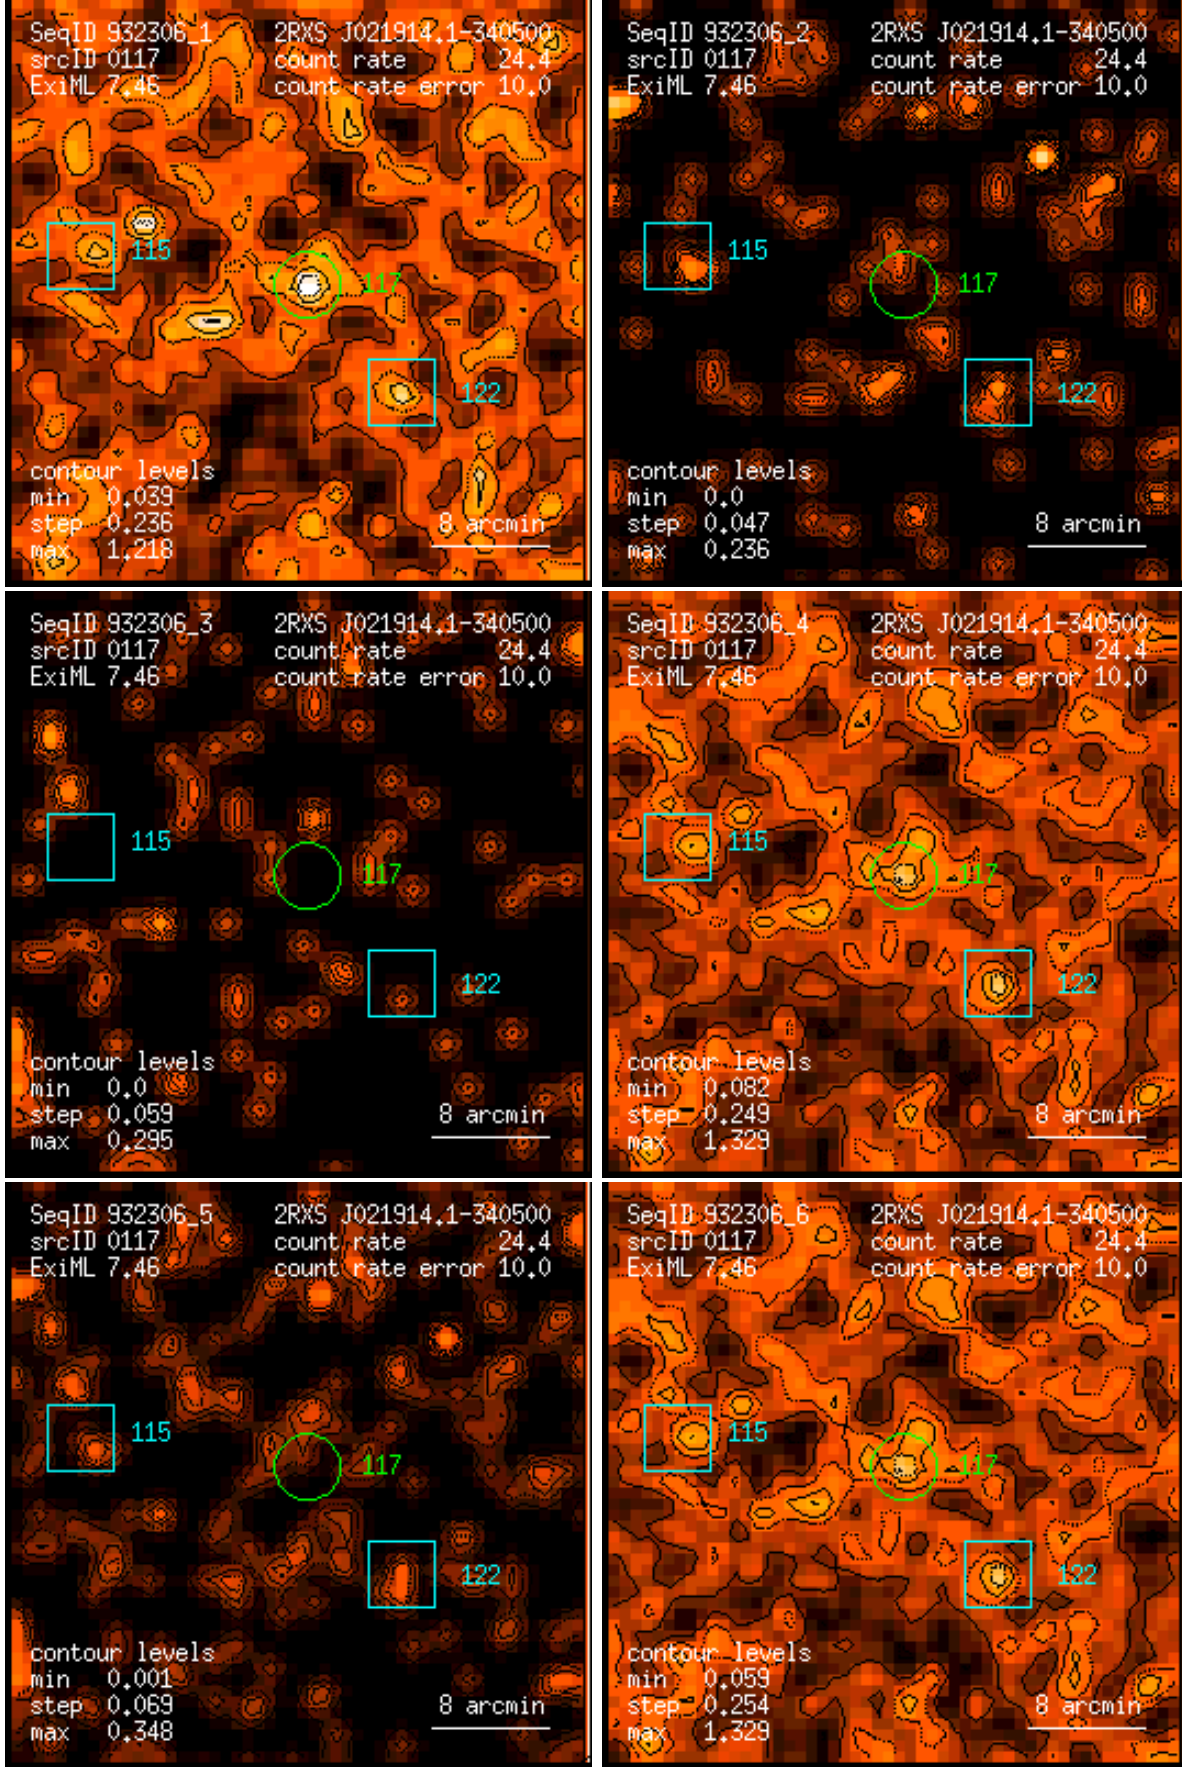 SeqID 932306_1 2RXS J021914.1-340500
srcID 0117 count rate 24.4
ExiML 7.46 count rate error 10.0
115
117
122
contour levels
min 0.039
step 0.236
max 1.218
8 arcmin
SeqID 932306_2 2RXS J021914.1-340500
srcID 0117 count rate 24.4
ExiML 7.46 count rate error 10.0
115
117
122
contour levels
min 0.0
step 0.047
max 0.236
8 arcmin
SeqID 932306_3 2RXS J021914.1-340500
srcID 0117 count rate 24.4
ExiML 7.46 count rate error 10.0
115
117
122
contour levels
min 0.0
step 0.059
max 0.295
8 arcmin
SeqID 932306_4 2RXS J021914.1-340500
srcID 0117 count rate 24.4
ExiML 7.46 count rate error 10.0
115
117
122
contour levels
min 0.082
step 0.249
max 1.329
8 arcmin
SeqID 932306_5 2RXS J021914.1-340500
srcID 0117 count rate 24.4
ExiML 7.46 count rate error 10.0
115
117
122
contour levels
min 0.001
step 0.069
max 0.348
8 arcmin
SeqID 932306_6 2RXS J021914.1-340500
srcID 0117 count rate 24.4
ExiML 7.46 count rate error 10.0
115
117
122
contour levels
min 0.059
step 0.254
max 1.329
8 arcmin